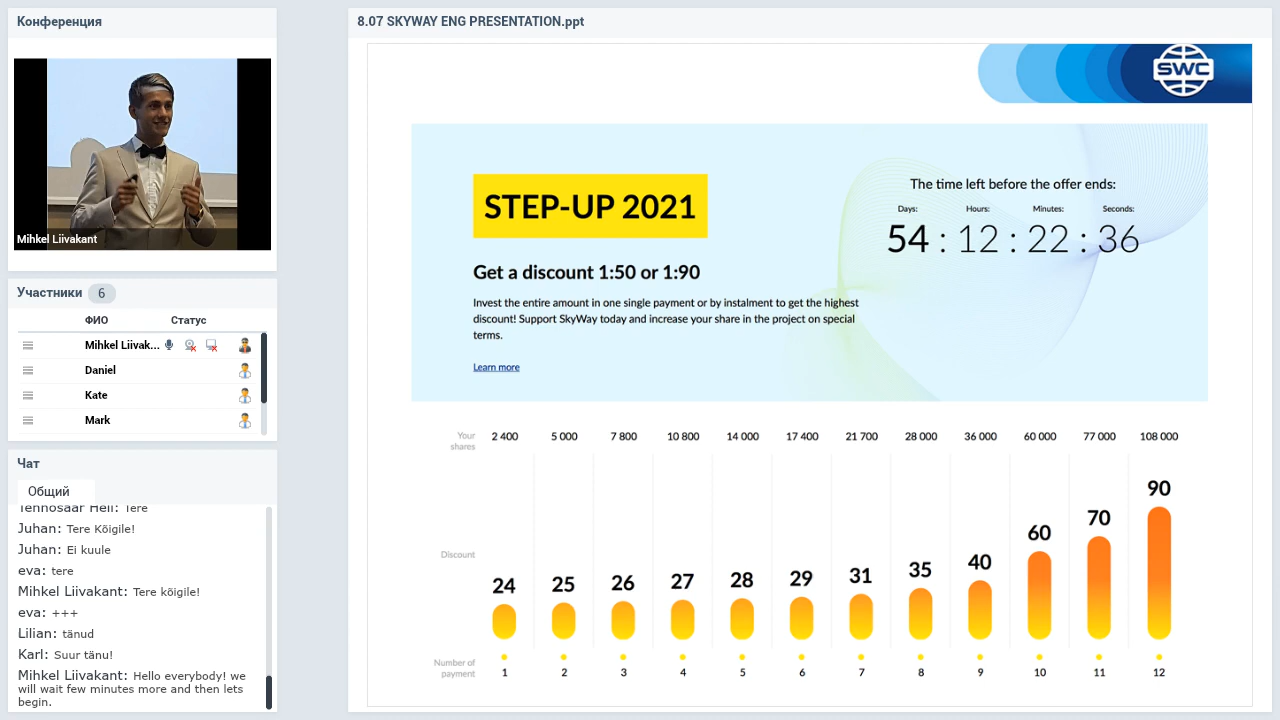 Конференция
Mihkel Liivakant
Участники 6
ФИО Статус
Mihkel Liivak...
Daniel
Kate
Mark
Чат
Общий
Tennosaar Heli: Tere
Juhan: Tere Kõigile!
Juhan: Ei kuule
eva: tere
Mihkel Liivakant: Tere kõigile!
eva: +++
Lilian: tänud
Karl: Suur tänu!
Mihkel Liivakant: Hello everybody! we
will wait few minutes more and then lets
begin.
8.07 SKYWAY ENG PRESENTATION.ppt
SWC
STEP-UP 2021
Get a discount 1:50 or 1:90
Invest the entire amount in one single payment or by instalment to get the highest
discount! Support SkyWay today and increase your share in the project on special
terms.
Learn more
The time left before the offer ends:
Days: Hours: Minutes: Seconds:
54 : 12 : 22 : 36
Your
shares
2 400 5 000 7 800 10 800 14 000 17 400 21 700 28 000 36 000 60 000 77 000 108 000
Discount
24 25 26 27 28 29 31 35 40 60 70 90
Number of
payment
1 2 3 4 5 6 7 8 9 10 11 12